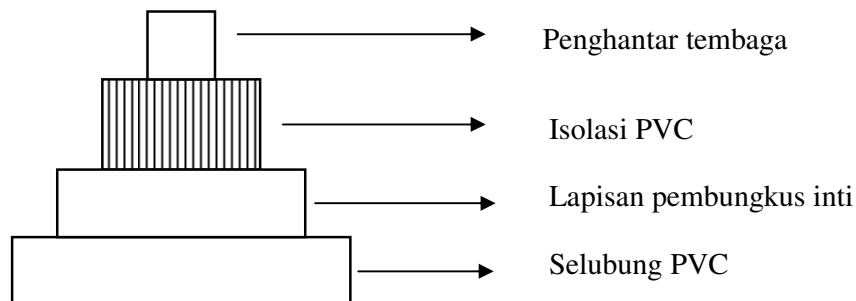 Penghantar tembaga
Isolasi PVC
Lapisan pembungkus inti
Selubung PVC